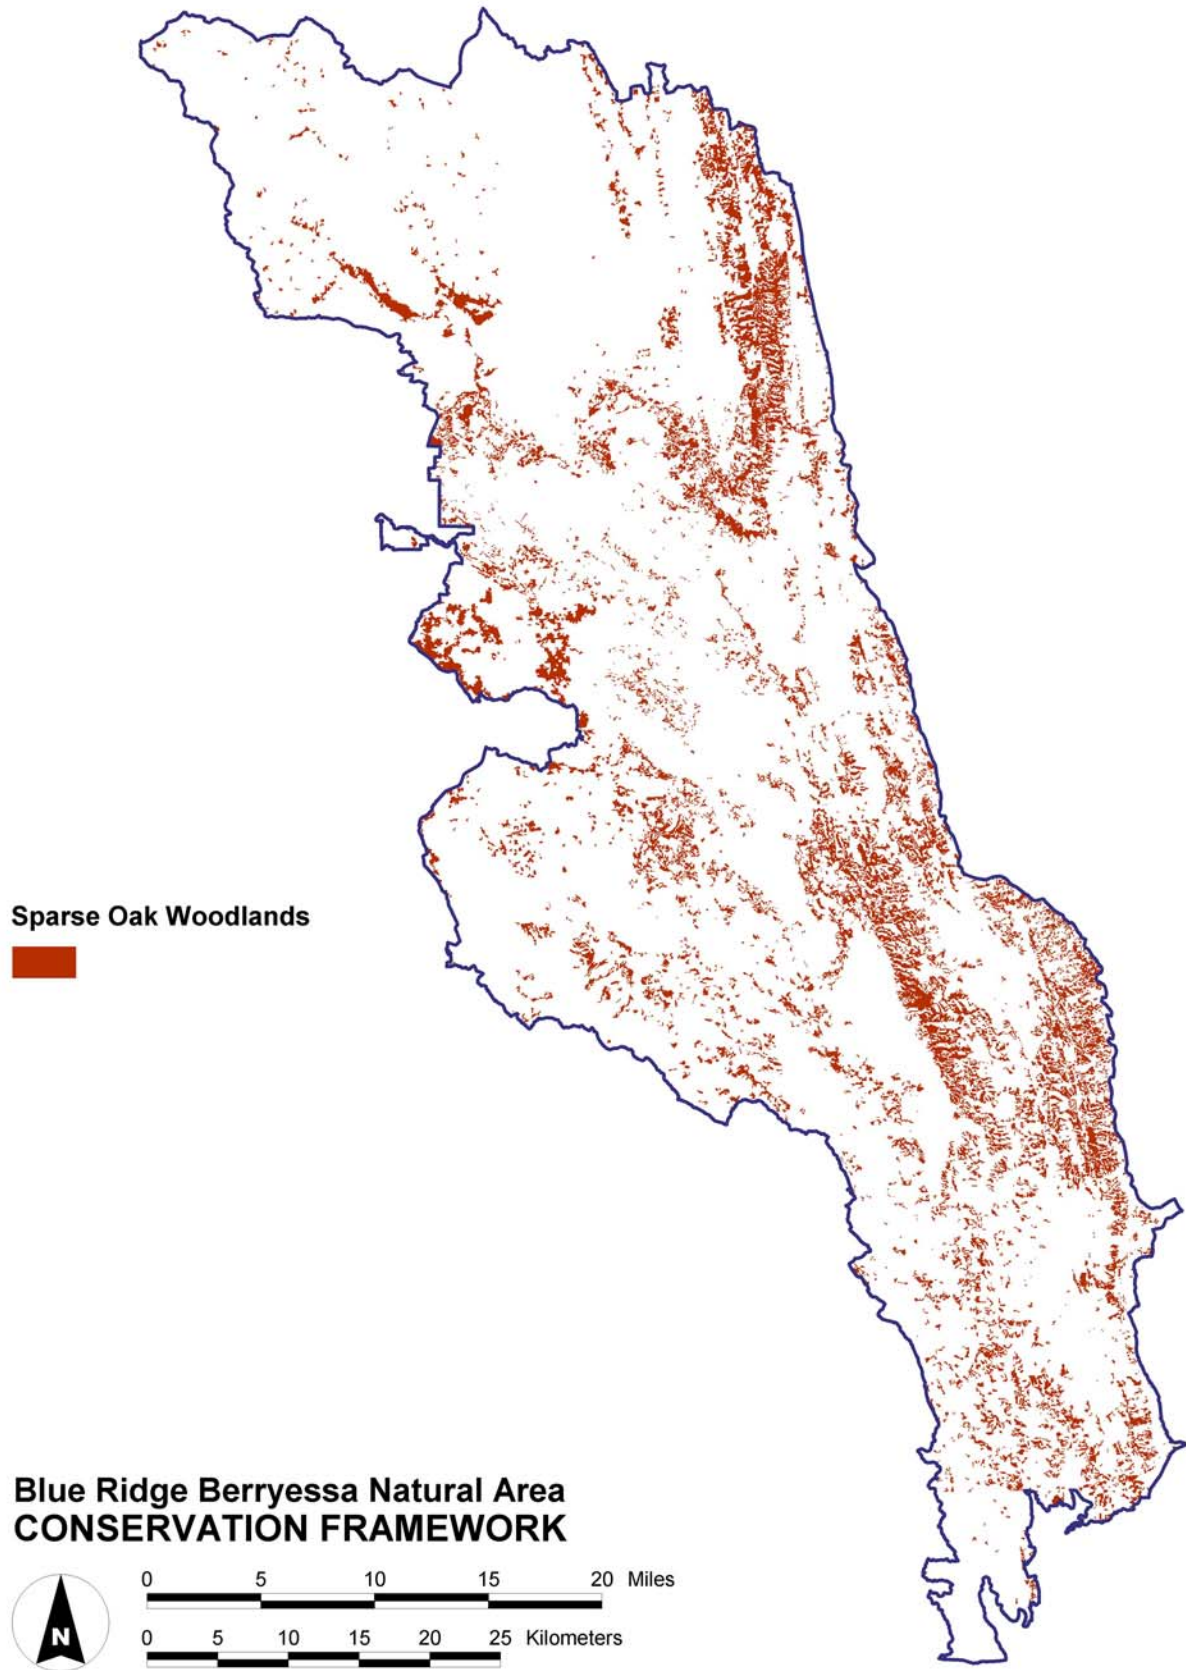 Sparse Oak Woodlands
Blue Ridge Berryessa Natural Area
CONSERVATION FRAMEWORK
N
0 5 10 15 20 Miles
0 5 10 15 20 25 Kilometers